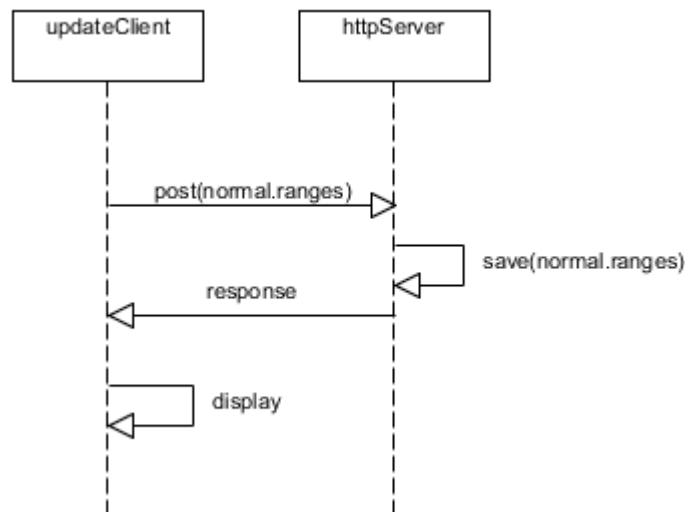 updateClient
httpServer
post(normal.ranges)
save(normal.ranges)
response
display